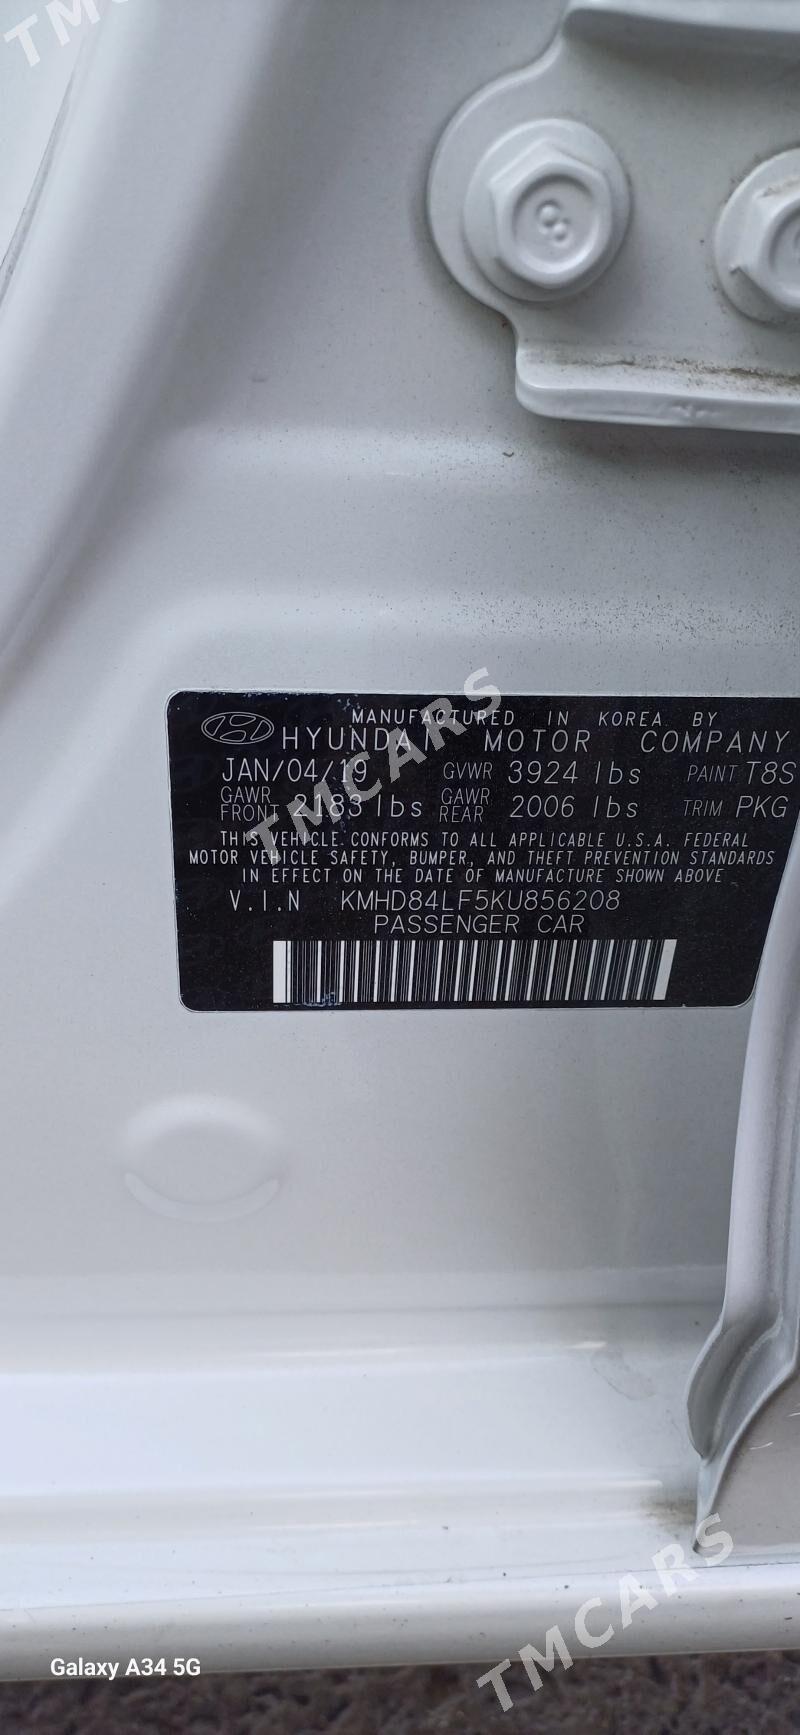 TMCARS
MANUFACTURED IN KOREA BY
HYUNDAI MOTOR COMPANY
JAN/04/19 GVWR 3924 lbs PAINT T8S
GAWR FRONT 2183 lbs GAWR REAR 2006 lbs TRIM PKG
THIS VEHICLE CONFORMS TO ALL APPLICABLE U.S.A. FEDERAL
MOTOR VEHICLE SAFETY, BUMPER, AND THEFT PREVENTION STANDARDS
IN EFFECT ON THE DATE OF MANUFACTURE SHOWN ABOVE
V.I.N KMHD84LF5KU856208
PASSENGER CAR
TMCARS
Galaxy A34 5G